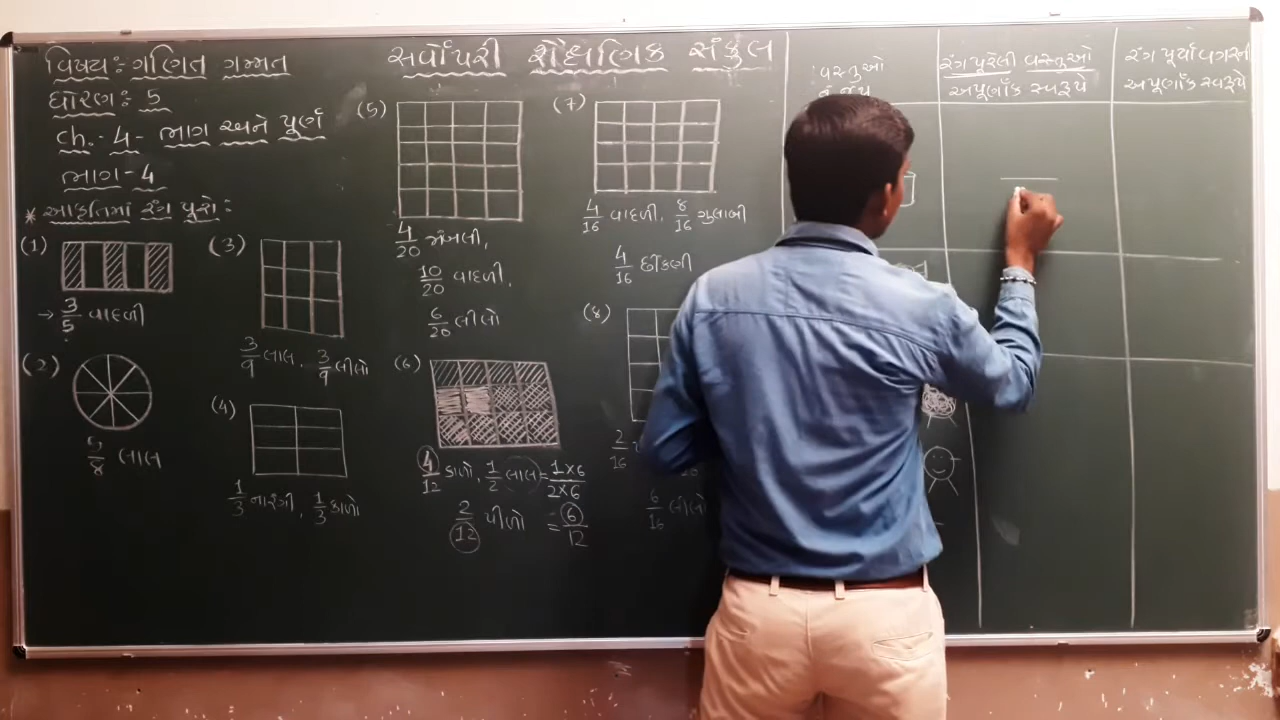 સર્વોપરી શૈક્ષણિક સંકુલ
વિષય:- ગણિત ગમ્મત
ધોરણ:- 5
ch.- 4 - ભાગ અને પૂર્ણ
ભાગ-4
* આકૃતિમાં રંગ પૂરો:
(1)
→ 3/5 વાદળી
(2)
5/8 લાલ
(3)
3/9 લાલ, 3/9 લીલો
(4)
1/3 નારંગી, 1/3 કાળો
(5)
4/20 જાંબલી,
10/20 વાદળી,
6/20 લીલો
(6)
4/12 કાળો, 1/2 લાલ = 1×6/2×6
2/12 પીળો = 6/12
(7)
4/16 વાદળી, 8/16 ગુલાબી
4/16 છીંકણી
(8)
2/16
6/16 લીલો
વસ્તુઓ
રંગ પૂરેલી વસ્તુઓ
અપૂર્ણાંક સ્વરૂપે
રંગ પૂર્યા વગરની
અપૂર્ણાંક સ્વરૂપે